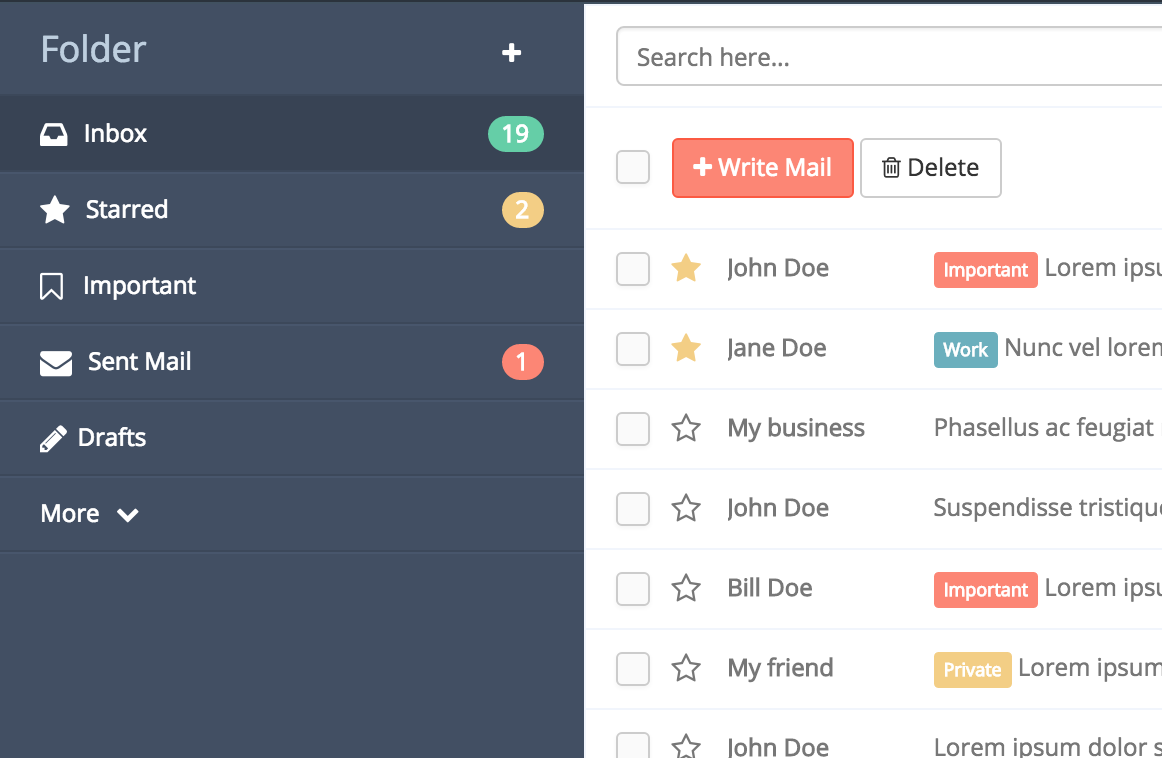 Folder
Inbox 19
Starred 2
Important
Sent Mail 1
Drafts
More
Search here...
Write Mail Delete
John Doe Important Lorem ipsu
Jane Doe Work Nunc vel lorem
My business Phasellus ac feugiat
John Doe Suspendisse tristique
Bill Doe Important Lorem ipsu
My friend Private Lorem ipsum
John Doe Lorem ipsum dolor s